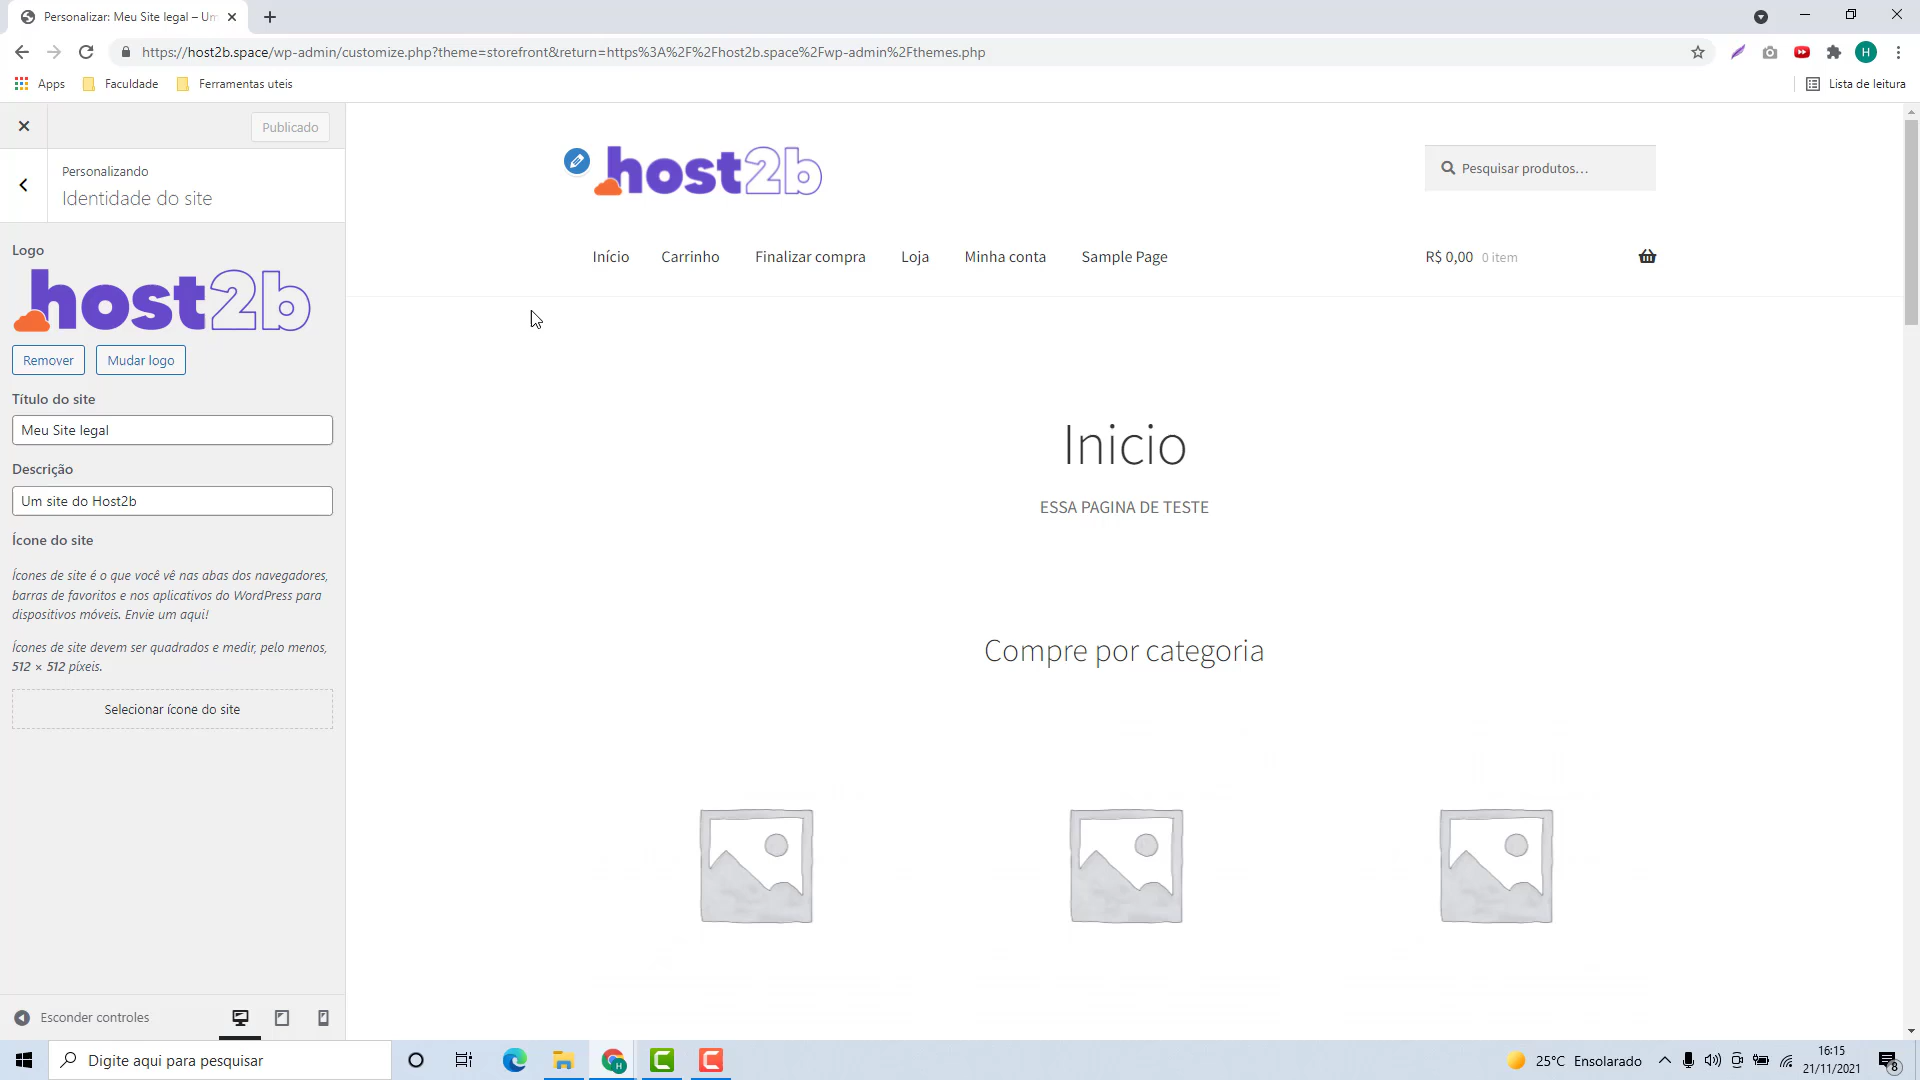 Personalizar: Meu Site legal – Um
https://host2b.space/wp-admin/customize.php?theme=storefront&return=https%3A%2F%2Fhost2b.space%2Fwp-admin%2Fthemes.php
H
Apps
Faculdade
Ferramentas uteis
Lista de leitura
Publicado
Personalizando
Identidade do site
Logo
host2b
Remover
Mudar logo
Título do site
Meu Site legal
Descrição
Um site do Host2b
Ícone do site
Ícones de site é o que você vê nas abas dos navegadores,
barras de favoritos e nos aplicativos do WordPress para
dispositivos móveis. Envie um aqui!
Ícones de site devem ser quadrados e medir, pelo menos,
512 × 512 píxeis.
Selecionar ícone do site
Esconder controles
host2b
Pesquisar produtos…
Início
Carrinho
Finalizar compra
Loja
Minha conta
Sample Page
R$ 0,00 0 item
Inicio
ESSA PAGINA DE TESTE
Compre por categoria
Digite aqui para pesquisar
25°C Ensolarado
16:15
21/11/2021
8